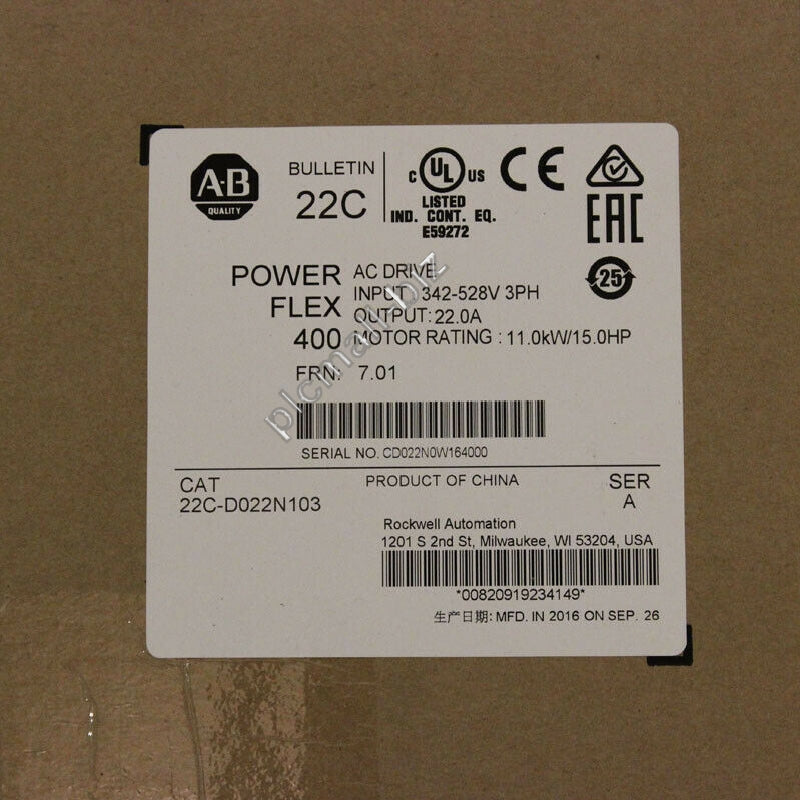 A-B
QUALITY
BULLETIN
22C
C UL US
LISTED
IND. CONT. EQ.
E59272
CE
EAC
25
POWER
FLEX
400
AC DRIVE
INPUT : 342-528V 3PH
OUTPUT: 22.0A
MOTOR RATING : 11.0kW/15.0HP
FRN: 7.01
plcmall.biz
SERIAL NO. CD022N0W164000
CAT
22C-D022N103
PRODUCT OF CHINA
SER
A
Rockwell Automation
1201 S 2nd St, Milwaukee, WI 53204, USA
*00820919234149*
生产日期: MFD. IN 2016 ON SEP. 26